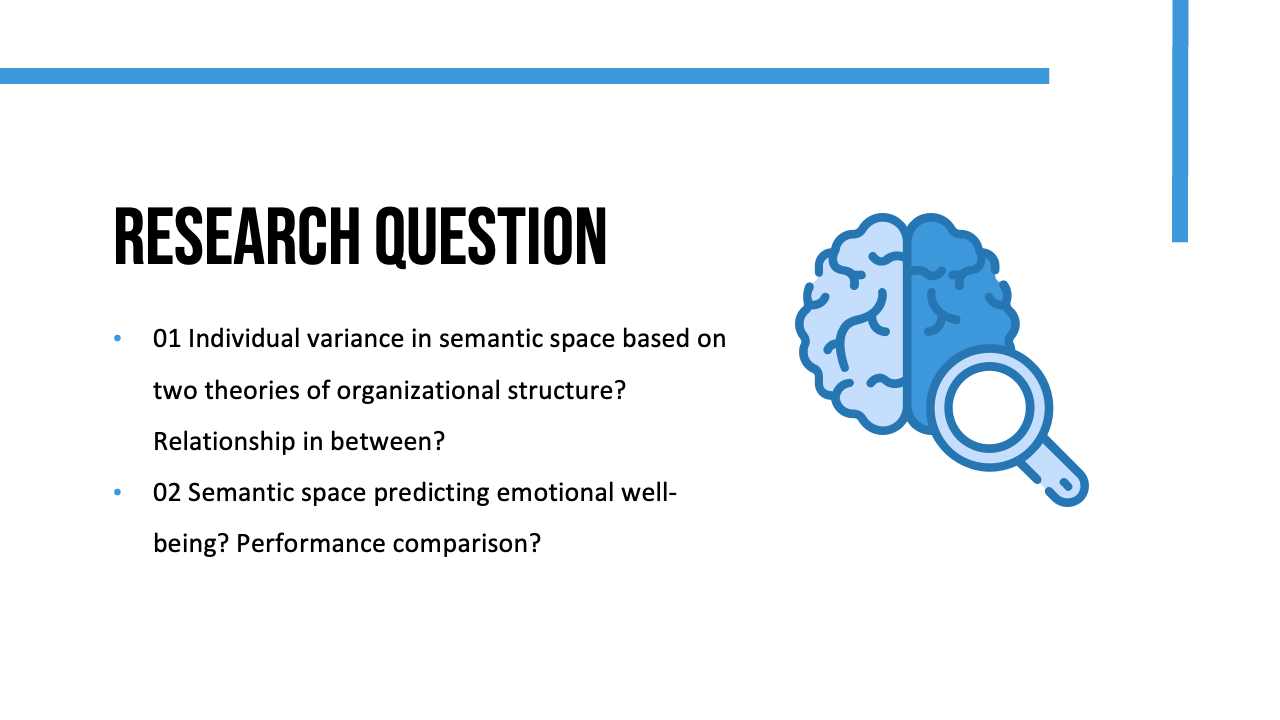 RESEARCH QUESTION
• 01 Individual variance in semantic space based on
two theories of organizational structure?
Relationship in between?
• 02 Semantic space predicting emotional well-
being? Performance comparison?